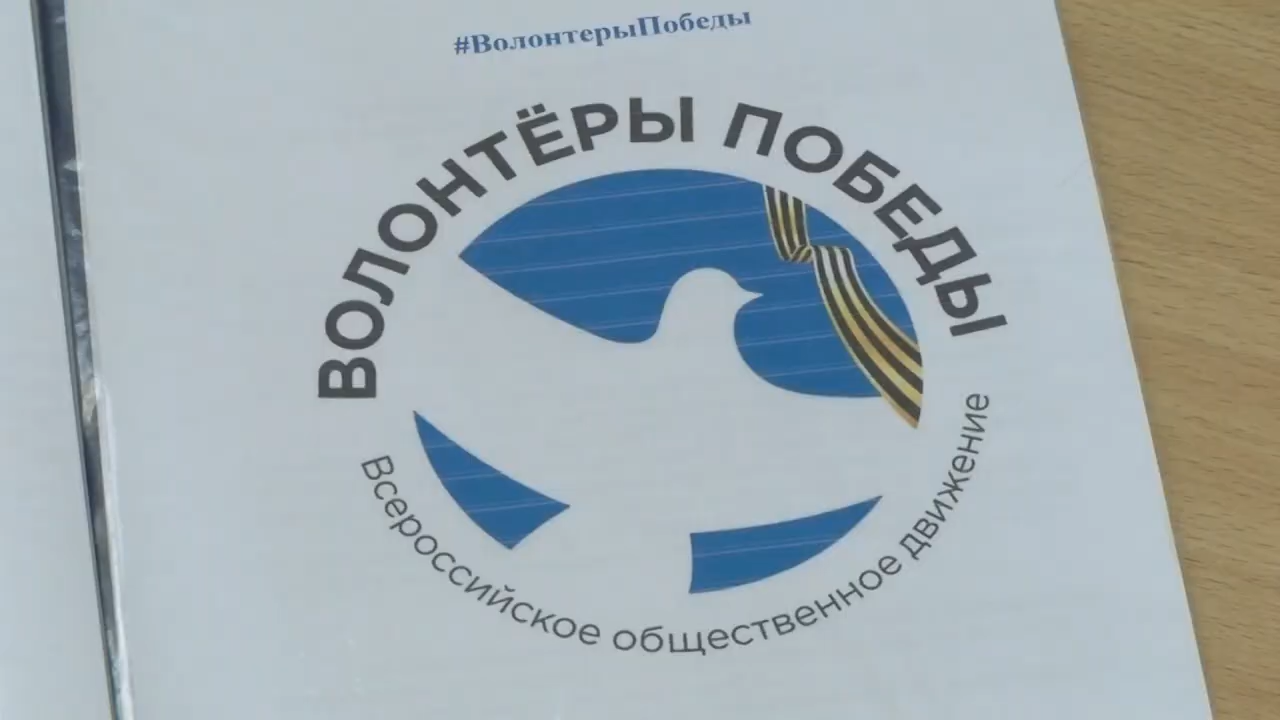 #ВолонтерыПобеды
ВОЛОНТЁРЫ ПОБЕДЫ
Всероссийское общественное движение